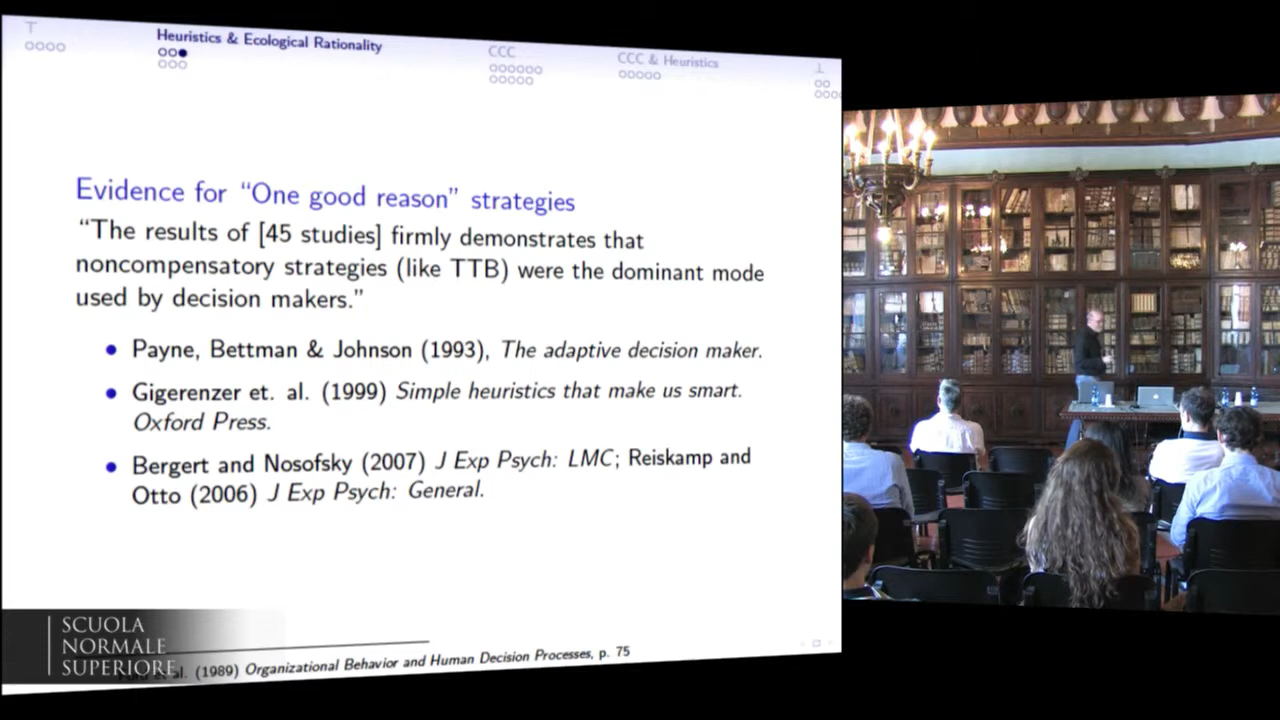 T
Heuristics & Ecological Rationality
CCC
CCC & Heuristics
⊥
Evidence for “One good reason” strategies
“The results of [45 studies] firmly demonstrates that
noncompensatory strategies (like TTB) were the dominant mode
used by decision makers.”
• Payne, Bettman & Johnson (1993), The adaptive decision maker.
• Gigerenzer et. al. (1999) Simple heuristics that make us smart.
Oxford Press.
• Bergert and Nosofsky (2007) J Exp Psych: LMC; Reiskamp and
Otto (2006) J Exp Psych: General.
al. (1989) Organizational Behavior and Human Decision Processes, p. 75
SCUOLA
NORMALE
SUPERIORE